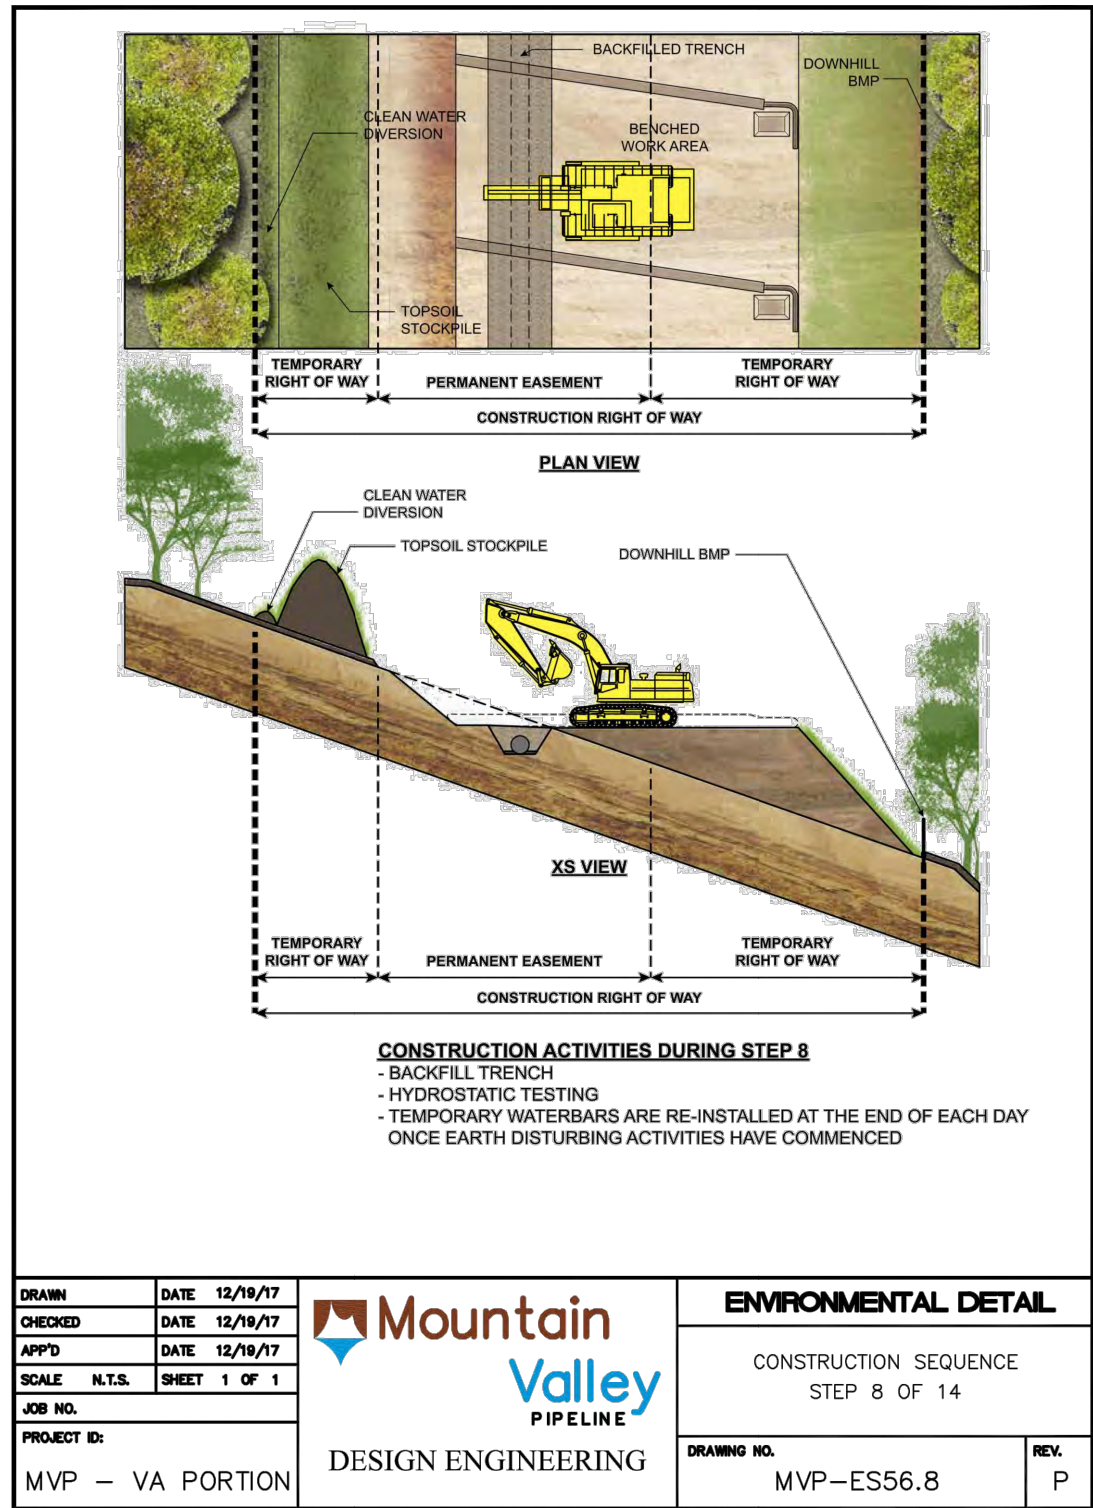 BACKFILLED TRENCH
DOWNHILL
BMP
CLEAN WATER
DIVERSION
BENCHED
WORK AREA
TOPSOIL
STOCKPILE
TEMPORARY
RIGHT OF WAY
PERMANENT EASEMENT
TEMPORARY
RIGHT OF WAY
CONSTRUCTION RIGHT OF WAY
PLAN VIEW
CLEAN WATER
DIVERSION
TOPSOIL STOCKPILE
DOWNHILL BMP
XS VIEW
TEMPORARY
RIGHT OF WAY
PERMANENT EASEMENT
TEMPORARY
RIGHT OF WAY
CONSTRUCTION RIGHT OF WAY
CONSTRUCTION ACTIVITIES DURING STEP 8
- BACKFILL TRENCH
- HYDROSTATIC TESTING
- TEMPORARY WATERBARS ARE RE-INSTALLED AT THE END OF EACH DAY
ONCE EARTH DISTURBING ACTIVITIES HAVE COMMENCED
DRAWN DATE 12/19/17
CHECKED DATE 12/19/17
APP'D DATE 12/19/17
SCALE N.T.S. SHEET 1 OF 1
JOB NO.
PROJECT ID:
MVP - VA PORTION
Mountain
Valley
PIPELINE
DESIGN ENGINEERING
ENVIRONMENTAL DETAIL
CONSTRUCTION SEQUENCE
STEP 8 OF 14
DRAWING NO.
MVP-ES56.8
REV.
P